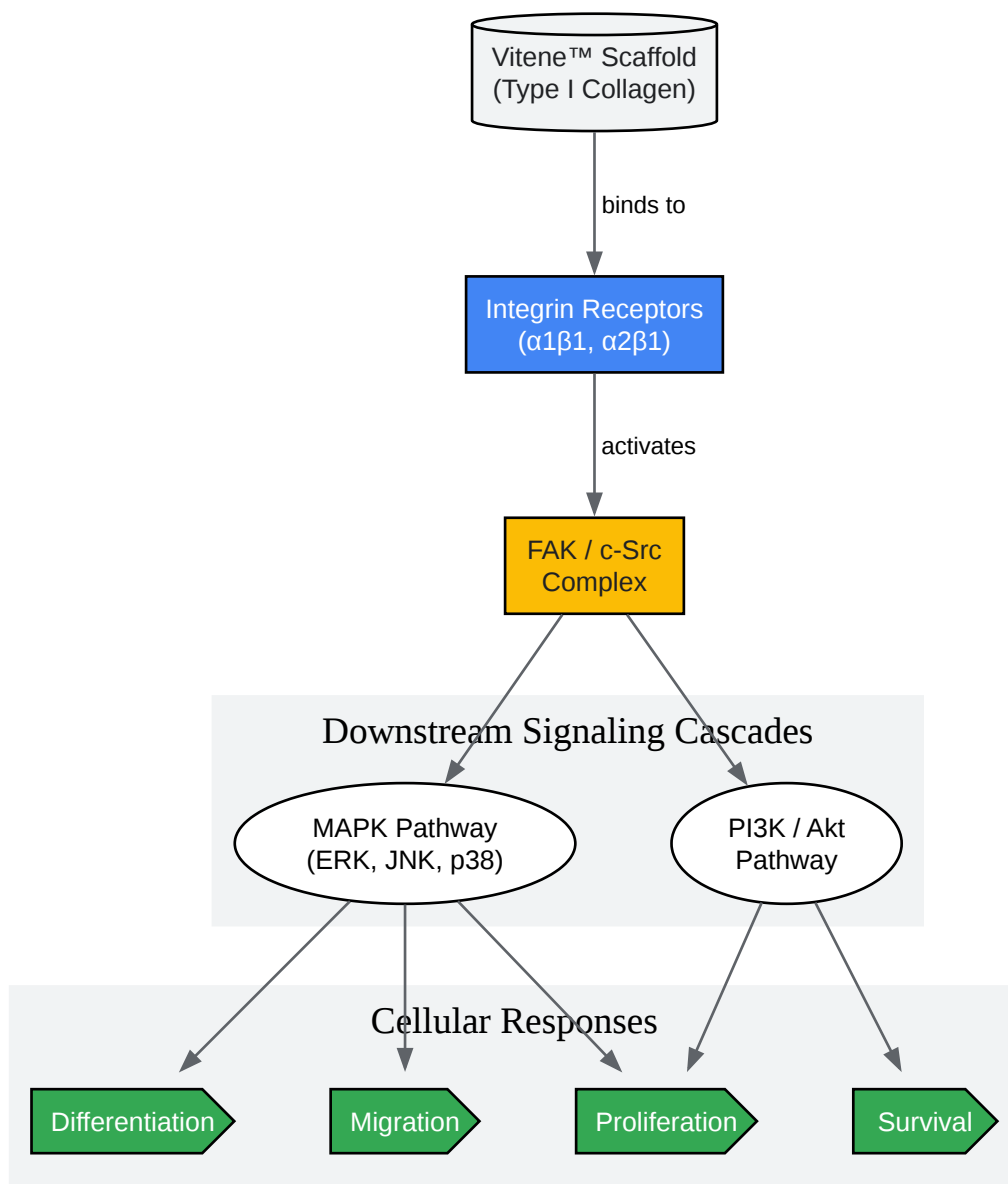 Vitene™ Scaffold
(Type I Collagen)
binds to
Integrin Receptors
(α1β1, α2β1)
activates
FAK / c-Src
Complex
Downstream Signaling Cascades
MAPK Pathway
(ERK, JNK, p38)
PI3K / Akt
Pathway
Cellular Responses
Differentiation
Migration
Proliferation
Survival